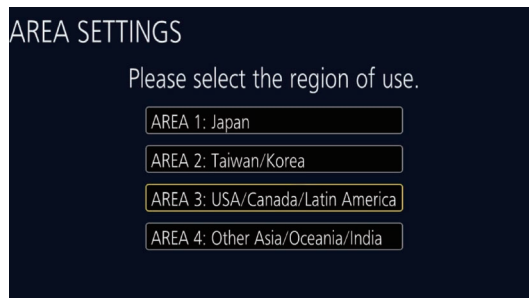 AREA SETTINGS
Please select the region of use.
AREA 1: Japan
AREA 2: Taiwan/Korea
AREA 3: USA/Canada/Latin America
AREA 4: Other Asia/Oceania/India